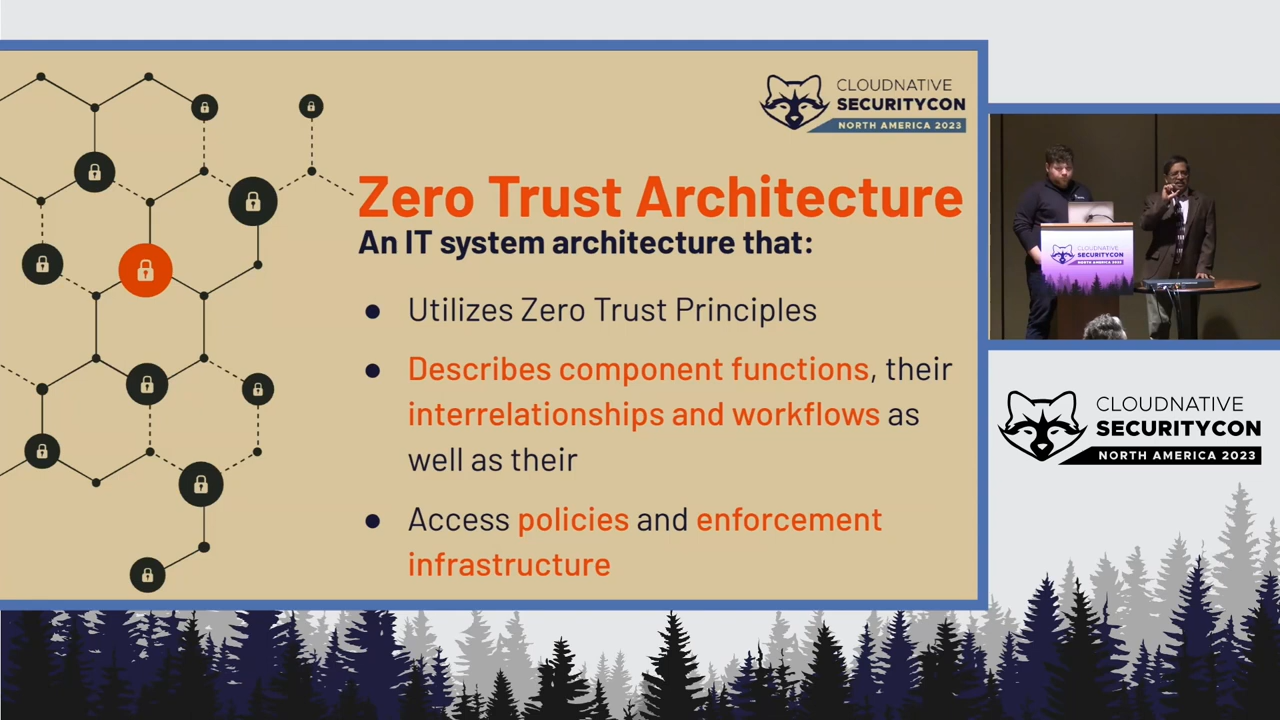 CLOUDNATIVE
SECURITYCON
NORTH AMERICA 2023
Zero Trust Architecture
An IT system architecture that:
● Utilizes Zero Trust Principles
● Describes component functions, their
interrelationships and workflows as
well as their
● Access policies and enforcement
infrastructure
CLOUDNATIVE
SECURITYCON
CLOUDNATIVE
SECURITYCON
NORTH AMERICA 2023